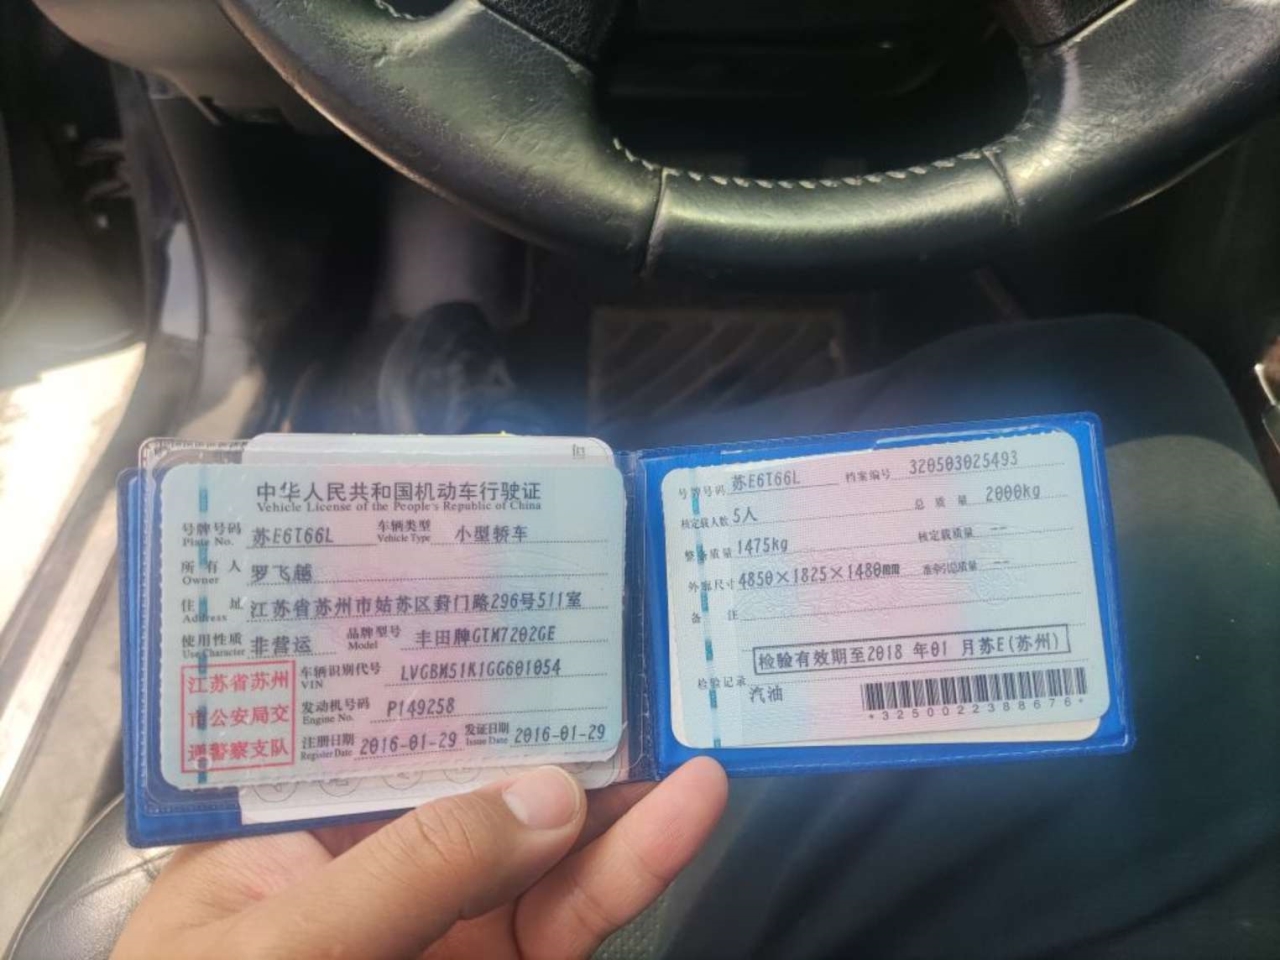 中华人民共和国机动车行驶证
Vehicle License of the People's Republic of China
号牌号码 苏E6T66L 车辆类型 小型轿车
Plate No. Vehicle Type
所有人 罗飞越
Owner
住址 江苏省苏州市姑苏区葑门路296号511室
Address
使用性质 非营运 品牌型号 丰田牌GTM7202GE
Use Character Model
江苏省苏州
市公安局交
通警察支队
车辆识别代号 LVGBM51K1GG601054
VIN
发动机号码 P149258
Engine No.
注册日期 2016-01-29 发证日期 2016-01-29
Register Date Issue Date
号牌号码 苏E6T66L 档案编号 320503025493
核定载人数 5人 总质量 2000kg
整备质量 1475kg 核定载质量 --
外廓尺寸 4850×1825×1480mm 准牵引总质量 --
备注
检验有效期至2018 年01 月苏E(苏州)
检验记录
汽油
*3250022388676*